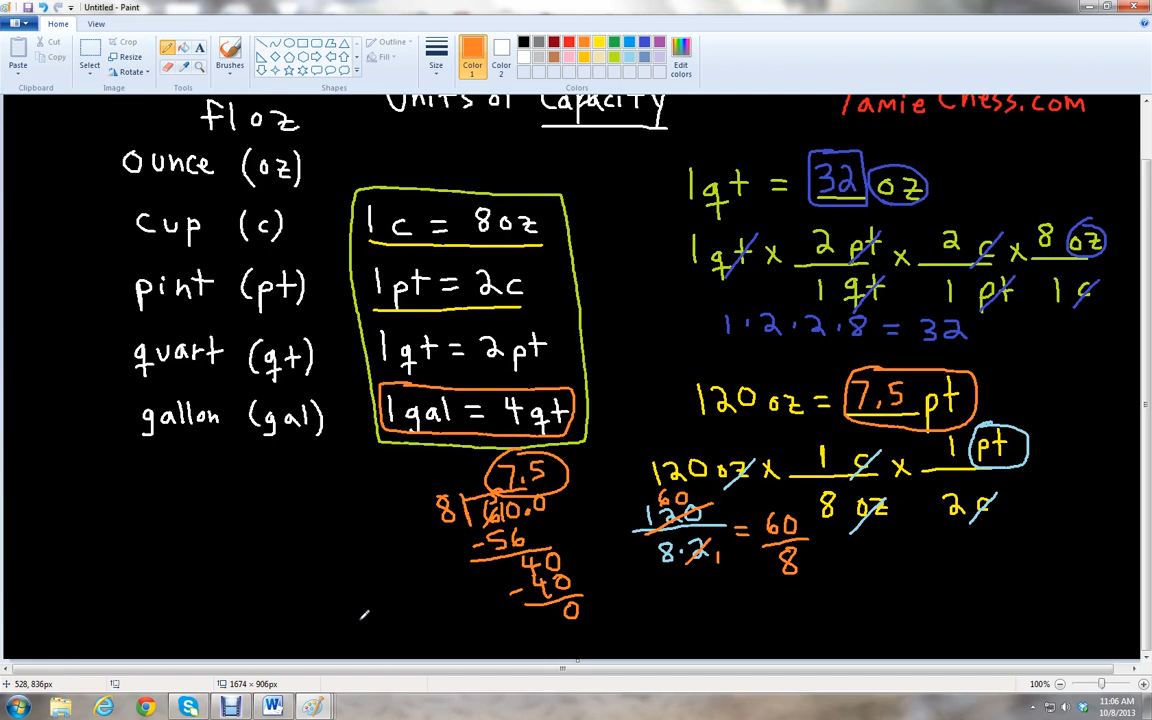 Untitled - Paint
Home View
Paste
Cut
Copy
Clipboard
Select
Crop
Resize
Rotate
Image
Tools
Brushes
Shapes
Outline
Fill
Size
Color 1
Color 2
Colors
Edit colors
Units of Capacity
YamieChess.com
fl oz
ounce (oz)
cup (c)
pint (pt)
quart (qt)
gallon (gal)
1 c = 8 oz
1 pt = 2 c
1 qt = 2 pt
1 gal = 4 qt
1 qt = 32 oz
1 qt x 2 pt / 1 qt x 2 c / 1 pt x 8 oz / 1 c
1 · 2 · 2 · 8 = 32
120 oz = 7.5 pt
120 oz x 1 c / 8 oz x 1 pt / 2 c
60
120 / 8 · 2 1 = 60 / 8
7.5
8 60.0
-56
40
-40
0
528, 836px
1674 × 906px
100%
11:06 AM
10/8/2013